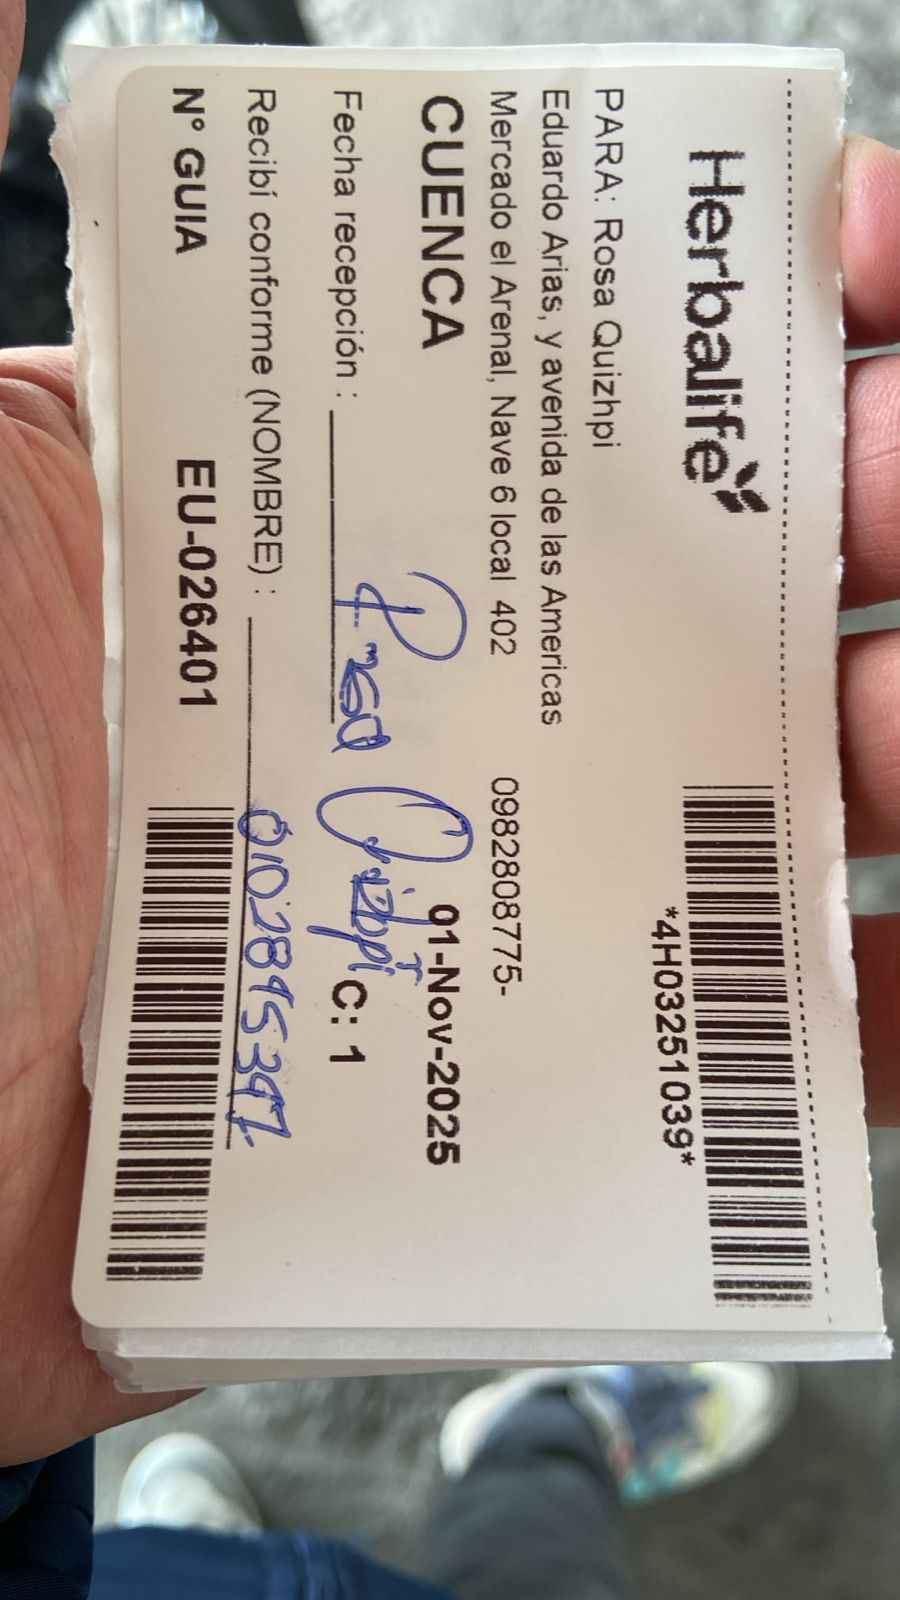 Herbalife
*4H03251039*
PARA: Rosa Quizhpi
Eduardo Arias, y avenida de las Americas
Mercado el Arenal, Nave 6 local 402 0982808775-
CUENCA 01-Nov-2025
Fecha recepción : Rosa Quizhpi C: 1
Recibí conforme (NOMBRE) : 0102895397
N° GUIA EU-026401